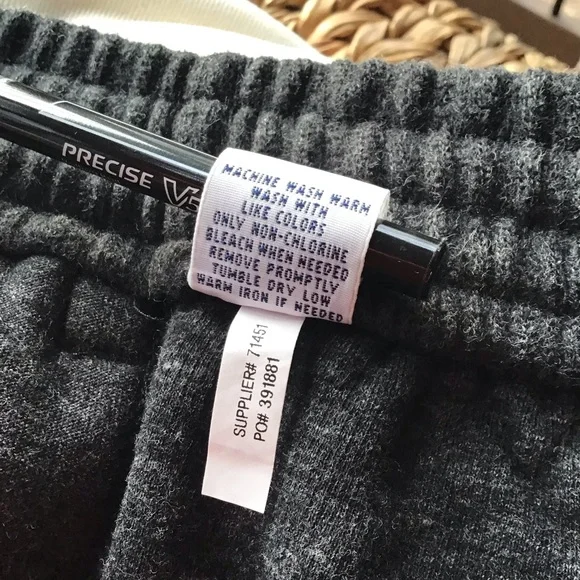 PRECISE V5
MACHINE WASH WARM
WASH WITH
LIKE COLORS
ONLY NON-CHLORINE
BLEACH WHEN NEEDED
REMOVE PROMPTLY
TUMBLE DRY LOW
WARM IRON IF NEEDED
SUPPLIER# 71451
PO# 391881